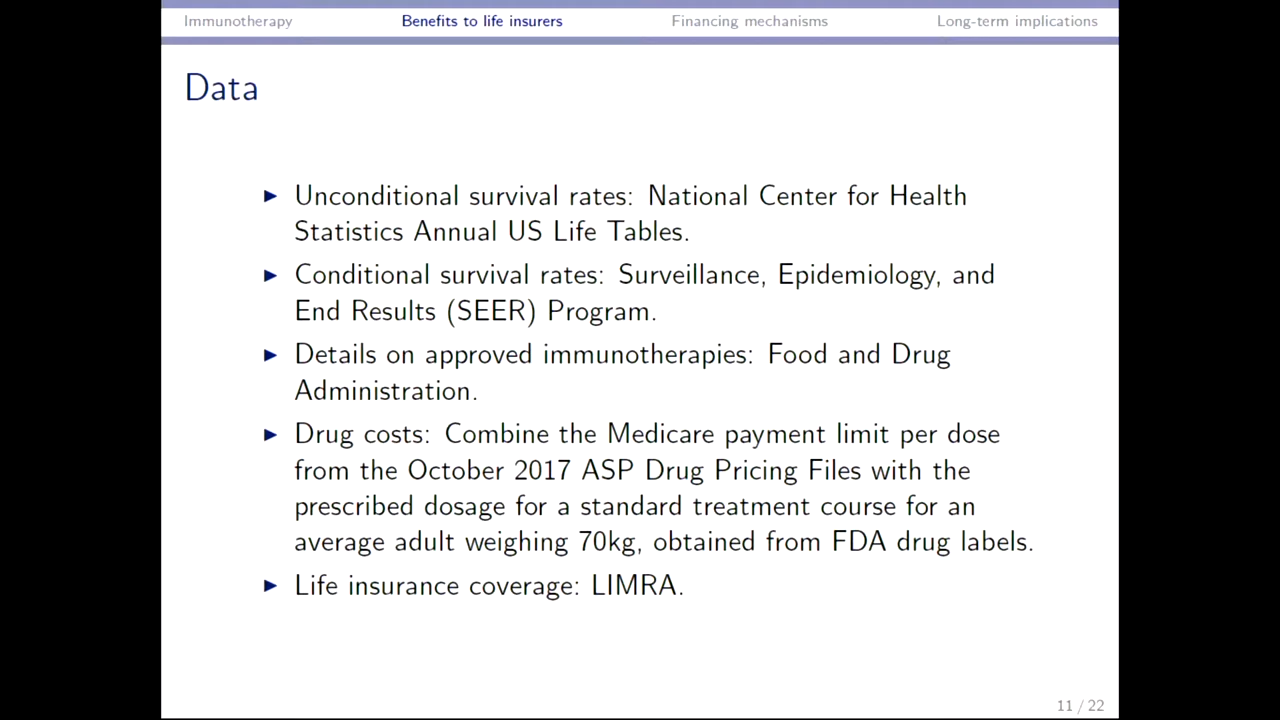 Immunotherapy Benefits to life insurers Financing mechanisms Long-term implications
Data
► Unconditional survival rates: National Center for Health
Statistics Annual US Life Tables.
► Conditional survival rates: Surveillance, Epidemiology, and
End Results (SEER) Program.
► Details on approved immunotherapies: Food and Drug
Administration.
► Drug costs: Combine the Medicare payment limit per dose
from the October 2017 ASP Drug Pricing Files with the
prescribed dosage for a standard treatment course for an
average adult weighing 70kg, obtained from FDA drug labels.
► Life insurance coverage: LIMRA.
11 / 22